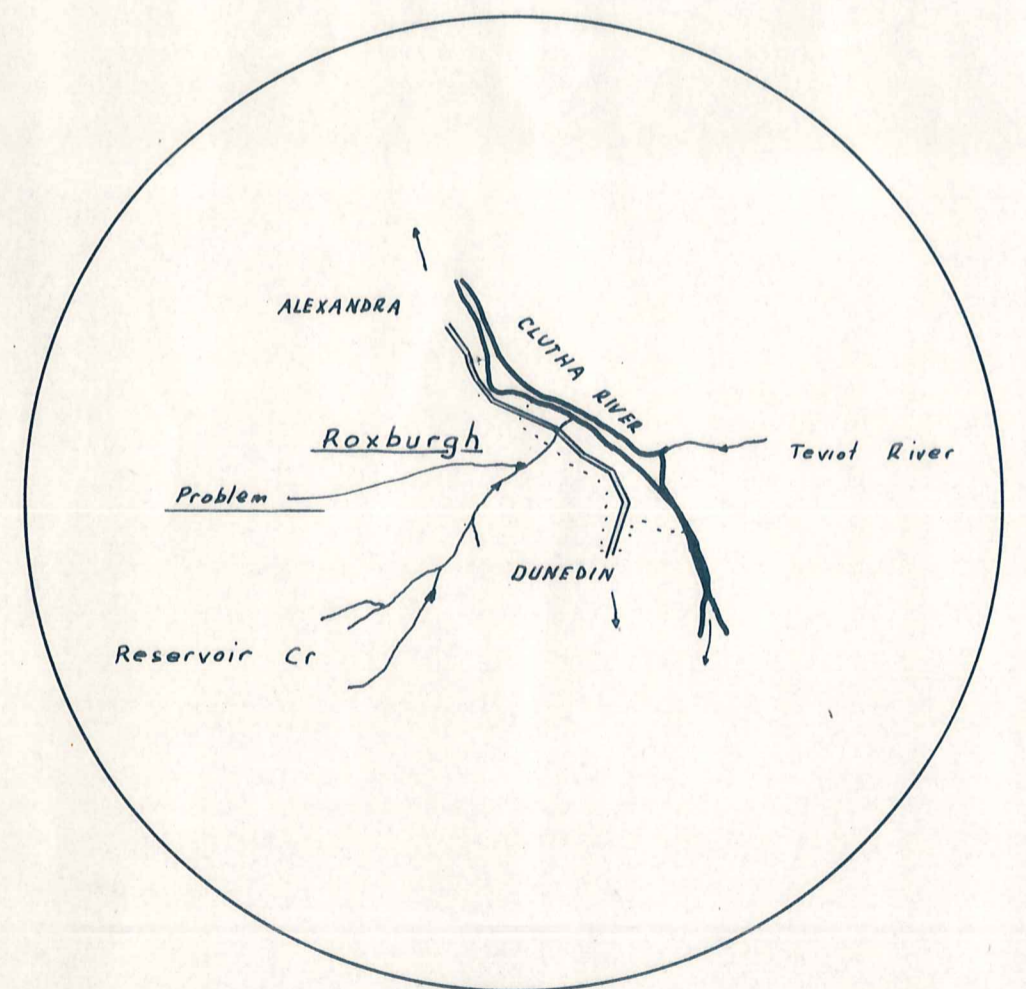 ALEXANDRA
CLUTHA RIVER
Roxburgh
Teviot River
Problem
DUNEDIN
Reservoir Cr